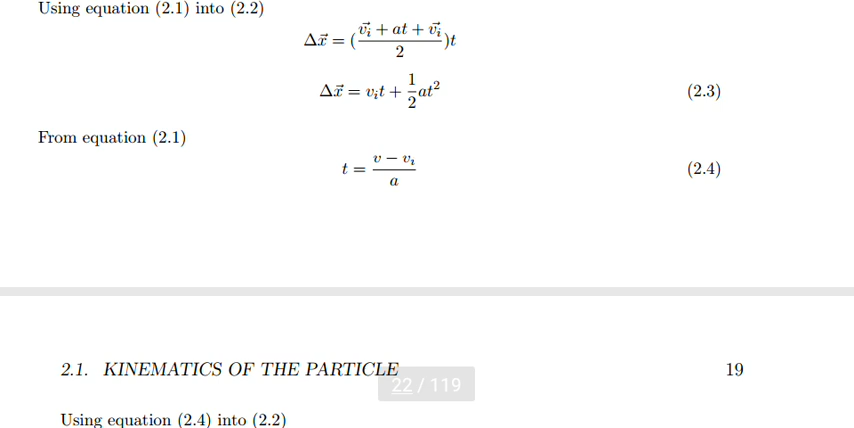 Using equation (2.1) into (2.2)
Δx⃗ = (v⃗ᵢ + at + v⃗ᵢ / 2)t
Δx⃗ = vᵢt + 1/2 at² (2.3)
From equation (2.1)
t = v − vᵢ / a (2.4)
2.1. KINEMATICS OF THE PARTICLE 19
22 / 119
Using equation (2.4) into (2.2)